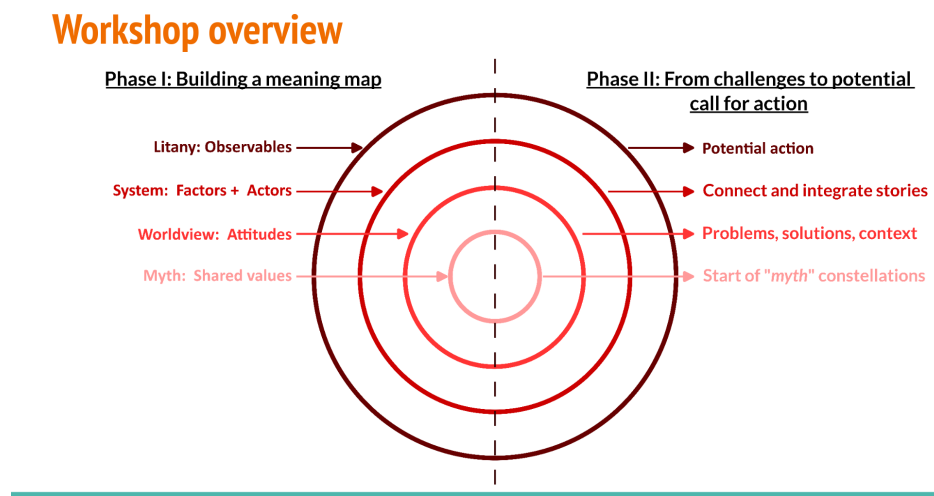 Workshop overview
Phase I: Building a meaning map
Litany: Observables
System: Factors + Actors
Worldview: Attitudes
Myth: Shared values
Phase II: From challenges to potential
call for action
Potential action
Connect and integrate stories
Problems, solutions, context
Start of "myth" constellations